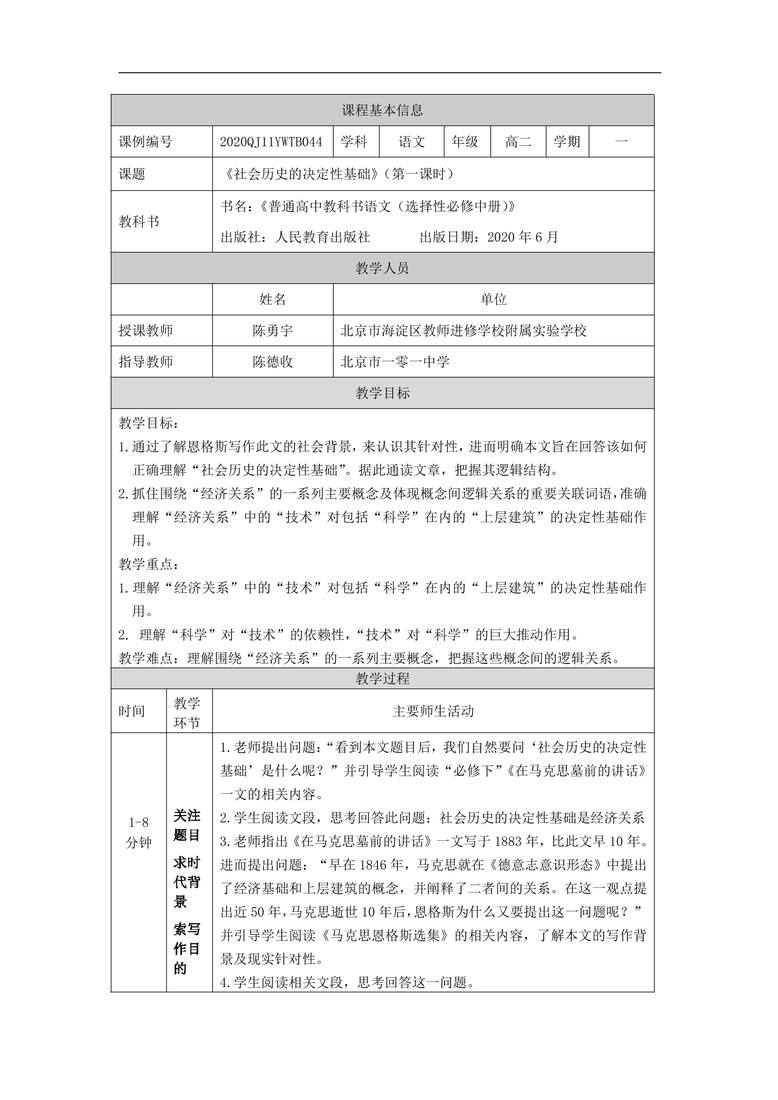 课程基本信息
课例编号 2020QJ11YWTB044 学科 语文 年级 高二 学期 一
课题 《社会历史的决定性基础》（第一课时）
教科书
书名：《普通高中教科书语文（选择性必修中册）》
出版社：人民教育出版社 出版日期：2020 年 6 月
教学人员
姓名 单位
授课教师 陈勇宇 北京市海淀区教师进修学校附属实验学校
指导教师 陈德收 北京市一零一中学
教学目标
教学目标：
1.通过了解恩格斯写作此文的社会背景，来认识其针对性，进而明确本文旨在回答该如何
正确理解“社会历史的决定性基础”。据此通读文章，把握其逻辑结构。
2.抓住围绕“经济关系”的一系列主要概念及体现概念间逻辑关系的重要关联词语，准确
理解“经济关系”中的“技术”对包括“科学”在内的“上层建筑”的决定性基础作
用。
教学重点：
1.理解“经济关系”中的“技术”对包括“科学”在内的“上层建筑”的决定性基础作
用。
2. 理解“科学”对“技术”的依赖性，“技术”对“科学”的巨大推动作用。
教学难点：理解围绕“经济关系”的一系列主要概念，把握这些概念间的逻辑关系。
教学过程
时间
教学
环节
主要师生活动
1-8
分钟
关注
题目
求时
代背
景
索写
作目
的
1.老师提出问题：“看到本文题目后，我们自然要问‘社会历史的决定性
基础’是什么呢？”并引导学生阅读“必修下”《在马克思墓前的讲话》
一文的相关内容。
2.学生阅读文段，思考回答此问题：社会历史的决定性基础是经济关系
3.老师指出《在马克思墓前的讲话》一文写于 1883 年，比此文早 10 年。
进而提出问题：“早在 1846 年，马克思就在《德意志意识形态》中提出
了经济基础和上层建筑的概念，并阐释了二者间的关系。在这一观点提
出近 50 年，马克思逝世 10 年后，恩格斯为什么又要提出这一问题呢？”
并引导学生阅读《马克思恩格斯选集》的相关内容，了解本文的写作背
景及现实针对性。
4.学生阅读相关文段，思考回答这一问题。